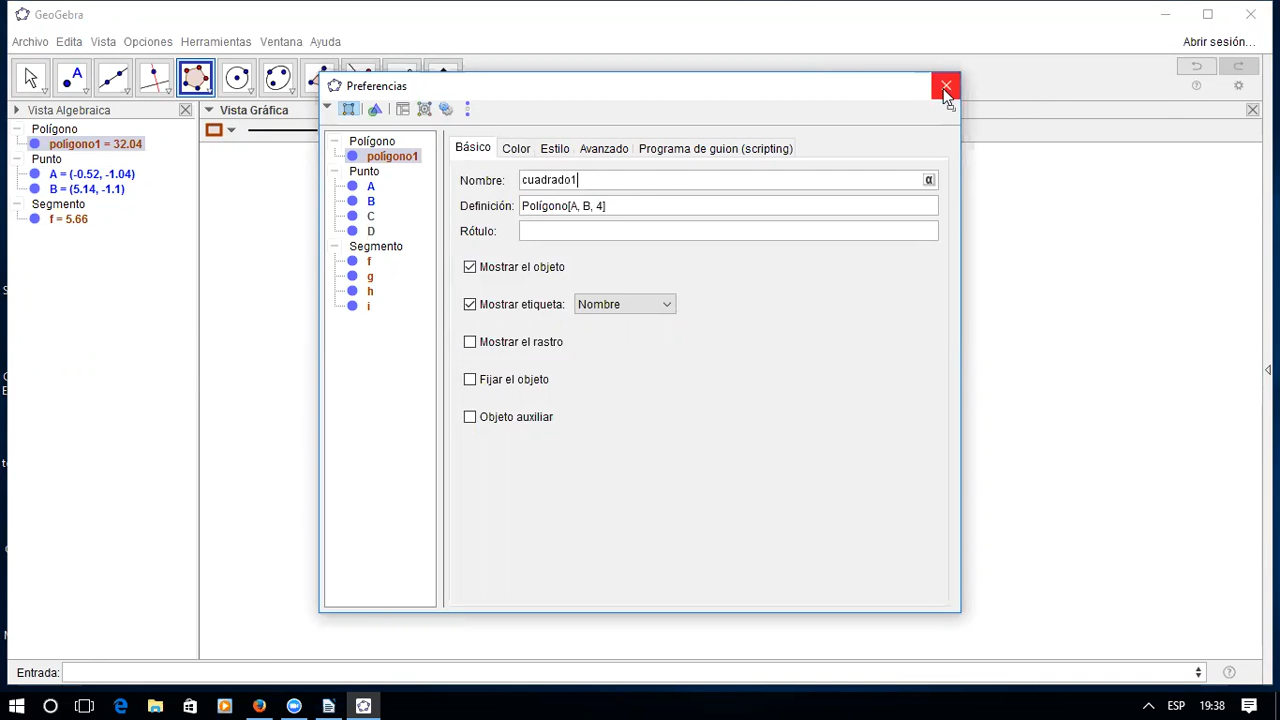 GeoGebra
Archivo Edita Vista Opciones Herramientas Ventana Ayuda
Abrir sesión...
Vista Algebraica
Vista Gráfica
Polígono
polígono1 = 32.04
Punto
A = (-0.52, -1.04)
B = (5.14, -1.1)
Segmento
f = 5.66
Preferencias
Polígono
polígono1
Punto
A
B
C
D
Segmento
f
g
h
i
Básico Color Estilo Avanzado Programa de guion (scripting)
Nombre: cuadrado1 α
Definición: Polígono[A, B, 4]
Rótulo:
Mostrar el objeto
Mostrar etiqueta: Nombre
Mostrar el rastro
Fijar el objeto
Objeto auxiliar
Entrada:
ESP 19:38